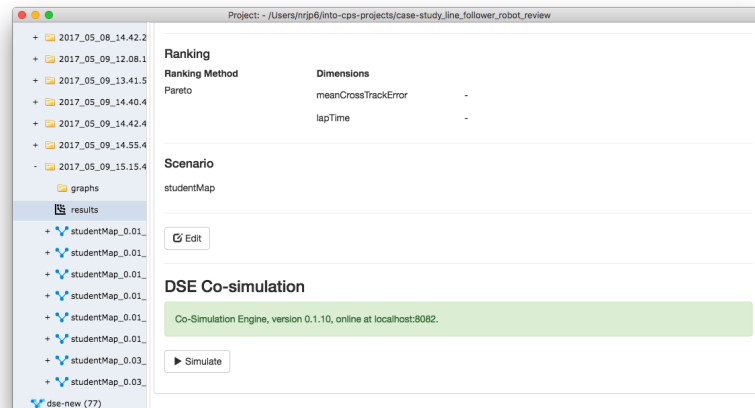 Project: - /Users/nrjp6/into-cps-projects/case-study_line_follower_robot_review
+ 2017_05_08_14.42.2
+ 2017_05_09_12.08.1
+ 2017_05_09_13.41.5
+ 2017_05_09_14.40.4
+ 2017_05_09_14.42.4
+ 2017_05_09_14.55.4
- 2017_05_09_15.15.4
graphs
results
+ studentMap_0.01_
+ studentMap_0.01_
+ studentMap_0.01_
+ studentMap_0.01_
+ studentMap_0.01_
+ studentMap_0.01_
+ studentMap_0.03_
+ studentMap_0.03_
dse-new (77)
Ranking
Ranking Method Dimensions
Pareto meanCrossTrackError -
lapTime -
Scenario
studentMap
Edit
DSE Co-simulation
Co-Simulation Engine, version 0.1.10, online at localhost:8082.
Simulate